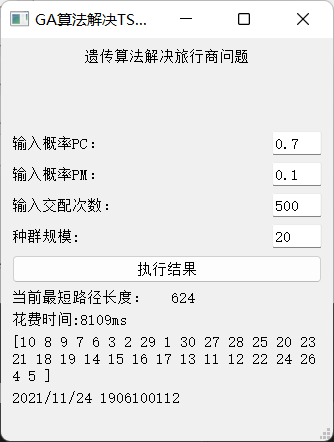 GA算法解决TS...
遗传算法解决旅行商问题
输入概率PC: 0.7
输入概率PM: 0.1
输入交配次数: 500
种群规模: 20
执行结果
当前最短路径长度: 624
花费时间:8109ms
[10 8 9 7 6 3 2 29 1 30 27 28 25 20 23
21 18 19 14 15 16 17 13 11 12 22 24 26
4 5 ]
2021/11/24 1906100112